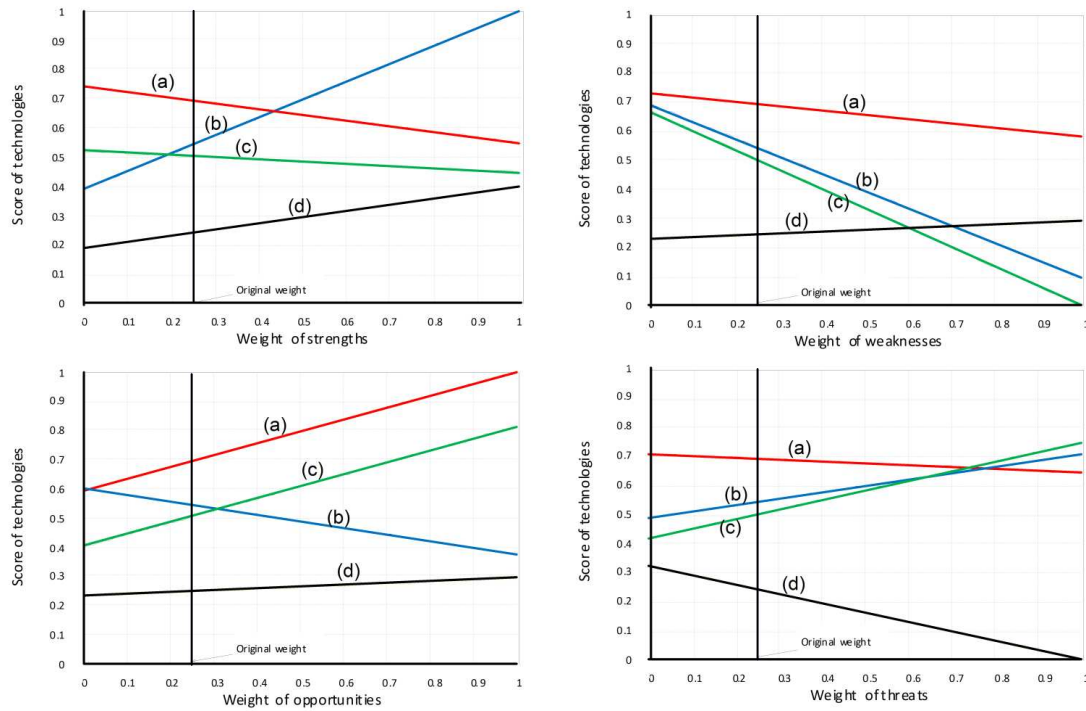 Score of technologies
1
0.9
0.8
0.7
0.6
0.5
0.4
0.3
0.2
0.1
0
(a)
(b)
(c)
(d)
Original weight
0 0.1 0.2 0.3 0.4 0.5 0.6 0.7 0.8 0.9 1
Weight of strengths
Score of technologies
1
0.9
0.8
0.7
0.6
0.5
0.4
0.3
0.2
0.1
0
(a)
(b)
(c)
(d)
Original weight
0 0.1 0.2 0.3 0.4 0.5 0.6 0.7 0.8 0.9 1
Weight of weaknesses
Score of technologies
1
0.9
0.8
0.7
0.6
0.5
0.4
0.3
0.2
0.1
0
(a)
(c)
(b)
(d)
Original weight
0 0.1 0.2 0.3 0.4 0.5 0.6 0.7 0.8 0.9 1
Weight of opportunities
Score of technologies
1
0.9
0.8
0.7
0.6
0.5
0.4
0.3
0.2
0.1
0
(a)
(b)
(c)
(d)
Original weight
0 0.1 0.2 0.3 0.4 0.5 0.6 0.7 0.8 0.9 1
Weight of threats